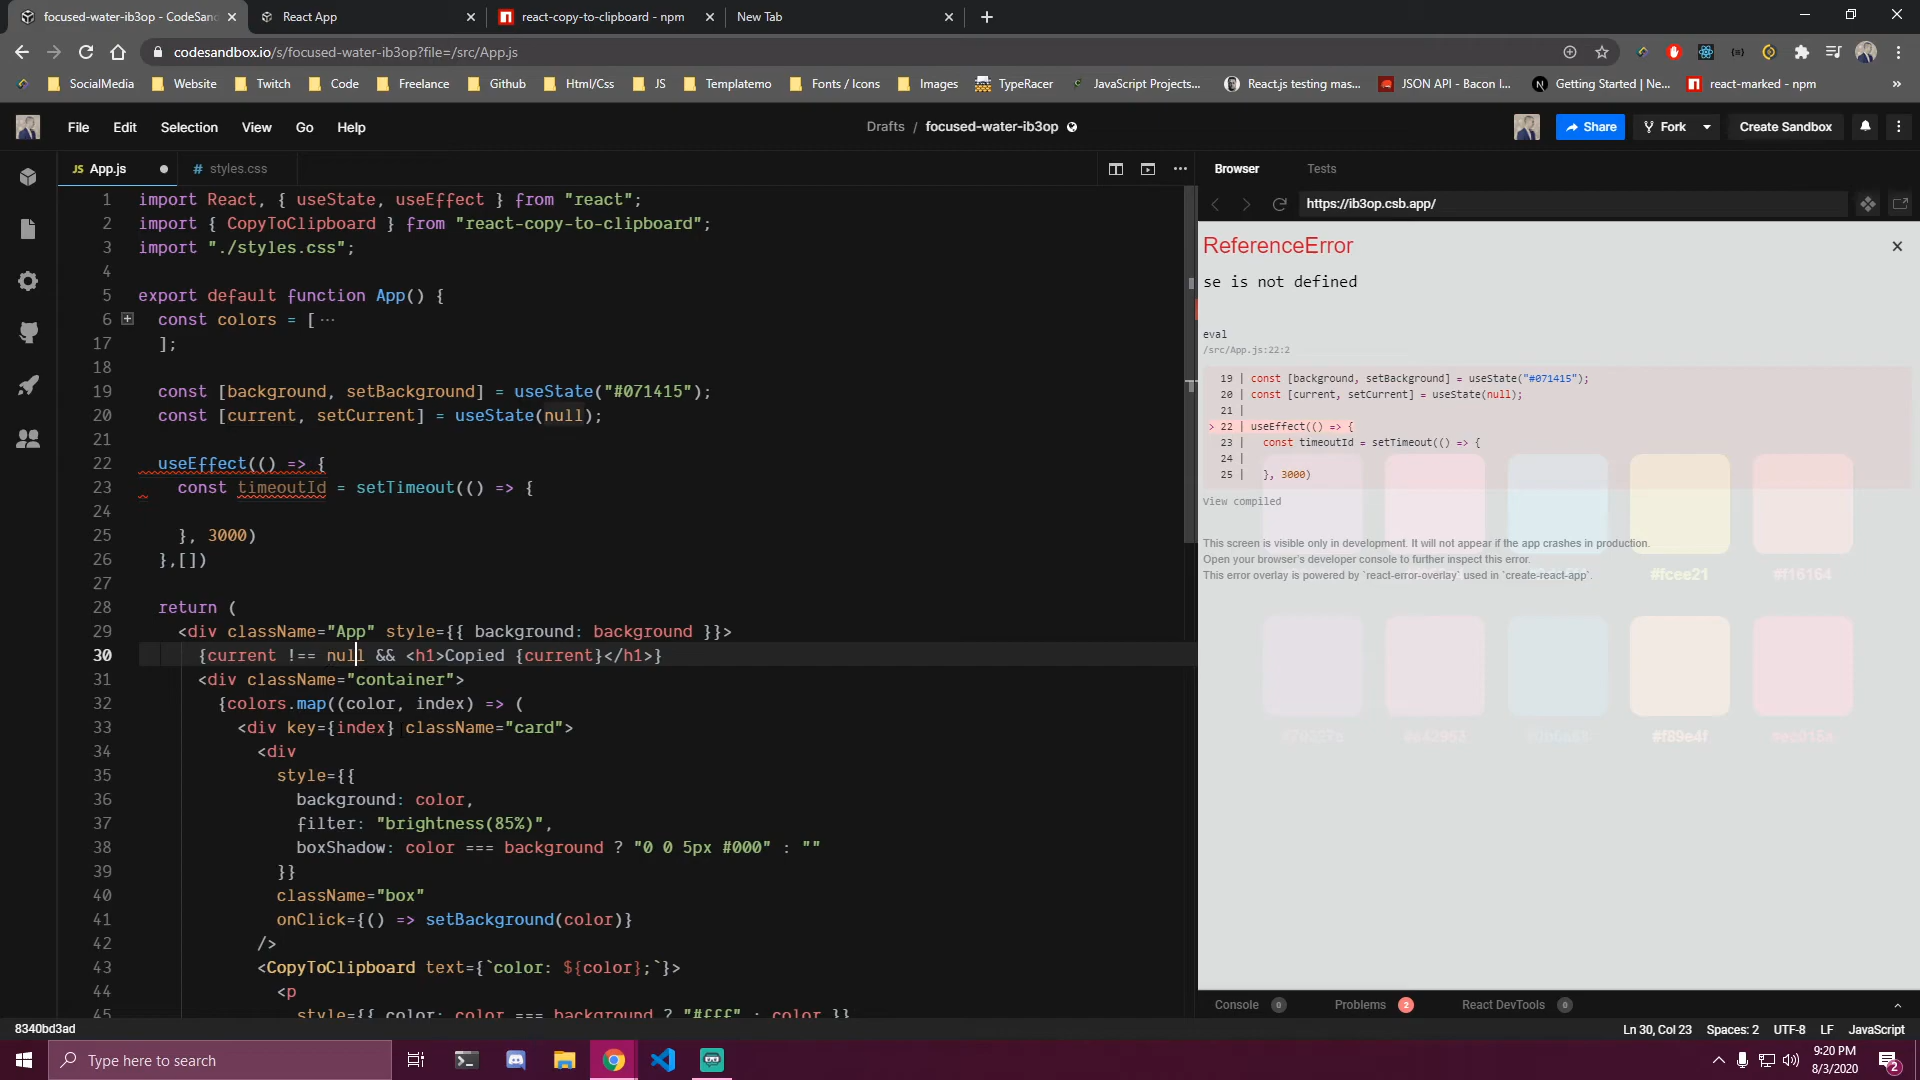 focused-water-ib3op - CodeSand
React App
react-copy-to-clipboard - npm
New Tab
codesandbox.io/s/focused-water-ib3op?file=/src/App.js
SocialMedia Website Twitch Code Freelance Github Html/Css JS Templatemo Fonts / Icons Images TypeRacer JavaScript Projects... React.js testing mas... JSON API - Bacon I... Getting Started | Ne... react-marked - npm »
File Edit Selection View Go Help
Drafts / focused-water-ib3op
Share Fork Create Sandbox
JS App.js
# styles.css
1 import React, { useState, useEffect } from "react";
2 import { CopyToClipboard } from "react-copy-to-clipboard";
3 import "./styles.css";
4
5 export default function App() {
6 const colors = [ ⋯
17 ];
18
19 const [background, setBackground] = useState("#071415");
20 const [current, setCurrent] = useState(null);
21
22 useEffect(() => {
23 const timeoutId = setTimeout(() => {
24
25 }, 3000)
26 },[])
27
28 return (
29 <div className="App" style={{ background: background }}>
30 {current !== null && <h1>Copied {current}</h1>}
31 <div className="container">
32 {colors.map((color, index) => (
33 <div key={index} className="card">
34 <div
35 style={{
36 background: color,
37 filter: "brightness(85%)",
38 boxShadow: color === background ? "0 0 5px #000" : ""
39 }}
40 className="box"
41 onClick={() => setBackground(color)}
42 />
43 <CopyToClipboard text={`color: ${color};`}>
44 <p
45 style={{ color: color === background ? "#fff" : color }}
Browser Tests
https://ib3op.csb.app/
ReferenceError
se is not defined
eval
/src/App.js:22:2
19 | const [background, setBackground] = useState("#071415");
20 | const [current, setCurrent] = useState(null);
21 |
> 22 | useEffect(() => {
23 | const timeoutId = setTimeout(() => {
24 |
25 | }, 3000)
View compiled
This screen is visible only in development. It will not appear if the app crashes in production.
Open your browser's developer console to further inspect this error.
This error overlay is powered by `react-error-overlay` used in `create-react-app`.
#fcee21 #f16164
#f89e4f
Console 0 Problems 2 React DevTools 0
8340bd3ad
Ln 30, Col 23 Spaces: 2 UTF-8 LF JavaScript
Type here to search
9:20 PM
8/3/2020
2